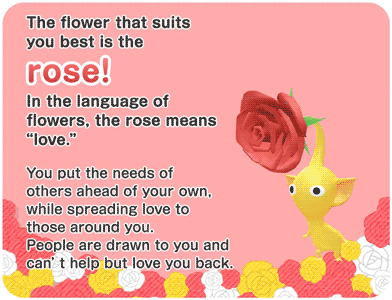 The flower that suits
you best is the
rose!
In the language of
flowers, the rose means
“love.”
You put the needs of
others ahead of your own,
while spreading love to
those around you.
People are drawn to you and
can’t help but love you back.